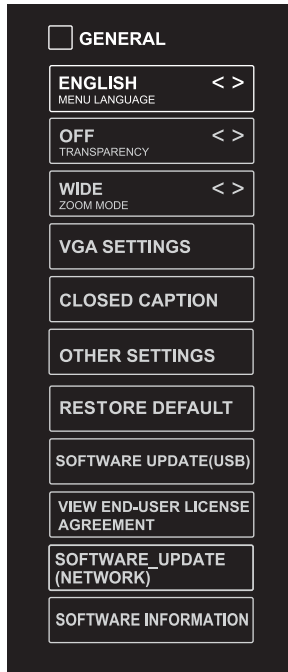 GENERAL
ENGLISH < >
MENU LANGUAGE
OFF < >
TRANSPARENCY
WIDE < >
ZOOM MODE
VGA SETTINGS
CLOSED CAPTION
OTHER SETTINGS
RESTORE DEFAULT
SOFTWARE UPDATE(USB)
VIEW END-USER LICENSE
AGREEMENT
SOFTWARE_UPDATE
(NETWORK)
SOFTWARE INFORMATION